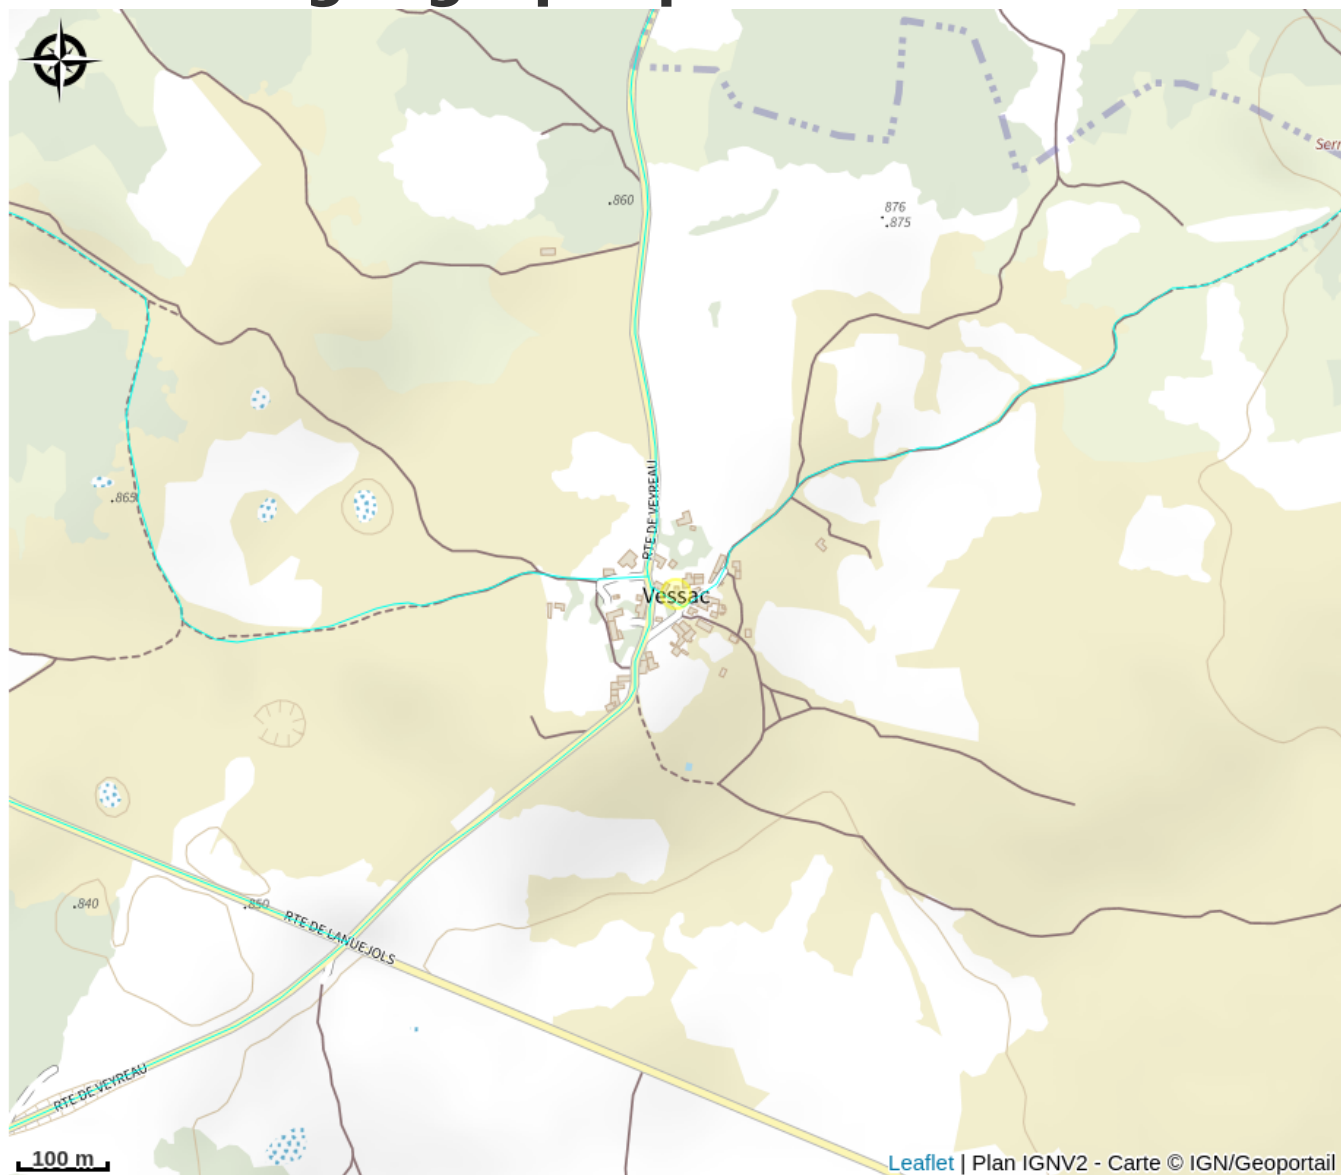 Serr
860
876
875
RTE DE VEYREAU
865
Vessac
840
850
RTE DE LANUEJOLS
RTE DE VEYREAU
100 m
Leaflet | Plan IGNV2 - Carte © IGN/Geoportail